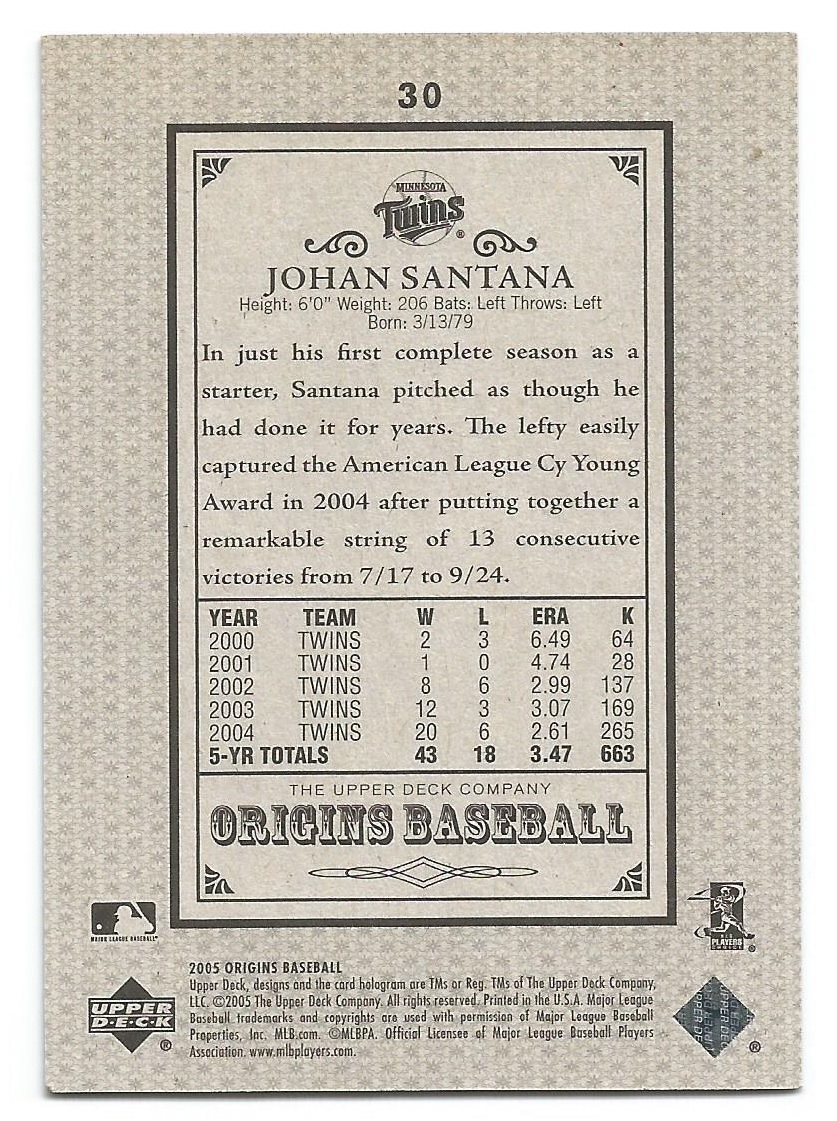 30
MINNESOTA
Twins®
JOHAN SANTANA
Height: 6'0" Weight: 206 Bats: Left Throws: Left
Born: 3/13/79
In just his first complete season as a
starter, Santana pitched as though he
had done it for years. The lefty easily
captured the American League Cy Young
Award in 2004 after putting together a
remarkable string of 13 consecutive
victories from 7/17 to 9/24.
YEAR TEAM W L ERA K
2000 TWINS 2 3 6.49 64
2001 TWINS 1 0 4.74 28
2002 TWINS 8 6 2.99 137
2003 TWINS 12 3 3.07 169
2004 TWINS 20 6 2.61 265
5-YR TOTALS 43 18 3.47 663
THE UPPER DECK COMPANY
ORIGINS BASEBALL
MAJOR LEAGUE BASEBALL®
PLAYERS
CHOICE®
2005 ORIGINS BASEBALL
Upper Deck, designs and the card hologram are TMs or Reg. TMs of The Upper Deck Company,
LLC. ©2005 The Upper Deck Company. All rights reserved. Printed in the U.S.A. Major League
Baseball trademarks and copyrights are used with permission of Major League Baseball
Properties, Inc. MLB.com. ©MLBPA. Official Licensee of Major League Baseball Players
Association. www.mlbplayers.com.
UPPER
DECK®
®